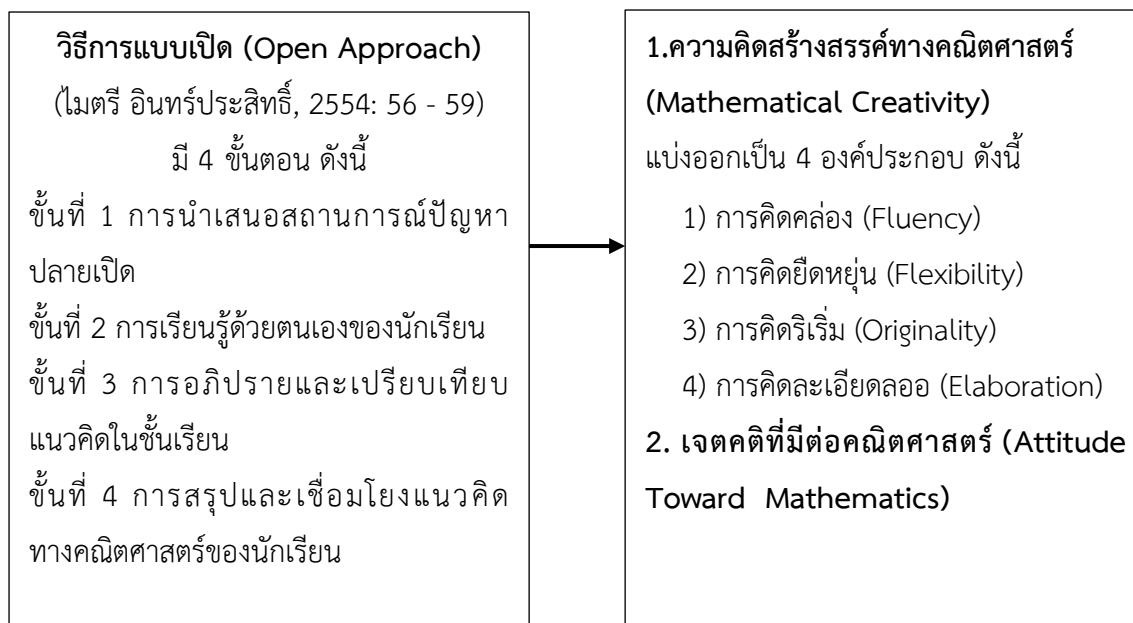 วิธีการแบบเปิด (Open Approach)
(ไมตรี อินทร์ประสิทธิ์, 2554: 56 - 59)
มี 4 ขั้นตอน ดังนี้
ขั้นที่ 1 การนำเสนอสถานการณ์ปัญหา
ปลายเปิด
ขั้นที่ 2 การเรียนรู้ด้วยตนเองของนักเรียน
ขั้นที่ 3 การอภิปรายและเปรียบเทียบ
แนวคิดในชั้นเรียน
ขั้นที่ 4 การสรุปและเชื่อมโยงแนวคิด
ทางคณิตศาสตร์ของนักเรียน
1.ความคิดสร้างสรรค์ทางคณิตศาสตร์
(Mathematical Creativity)
แบ่งออกเป็น 4 องค์ประกอบ ดังนี้
1) การคิดคล่อง (Fluency)
2) การคิดยืดหยุ่น (Flexibility)
3) การคิดริเริ่ม (Originality)
4) การคิดละเอียดลออ (Elaboration)
2. เจตคติที่มีต่อคณิตศาสตร์ (Attitude
Toward Mathematics)